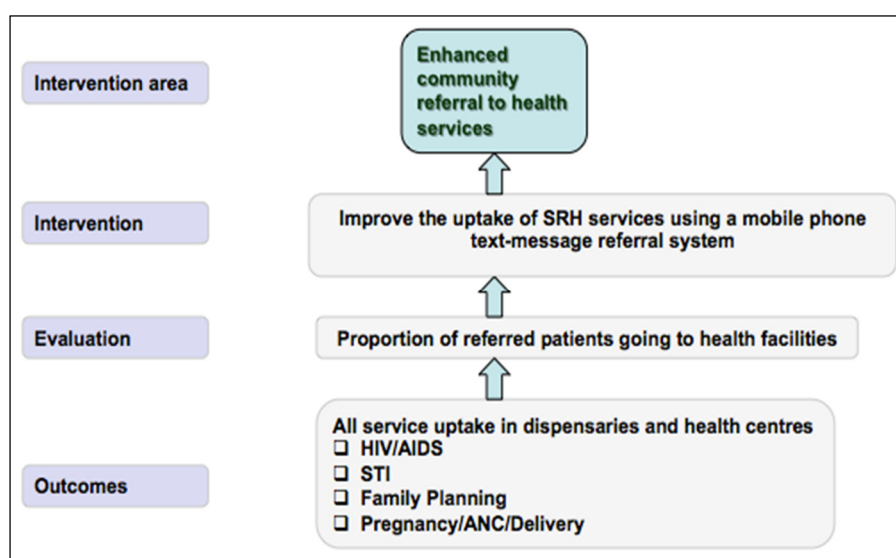 Intervention area
Enhanced
community
referral to health
services
Intervention
Improve the uptake of SRH services using a mobile phone
text-message referral system
Evaluation
Proportion of referred patients going to health facilities
Outcomes
All service uptake in dispensaries and health centres
❑ HIV/AIDS
❑ STI
❑ Family Planning
❑ Pregnancy/ANC/Delivery